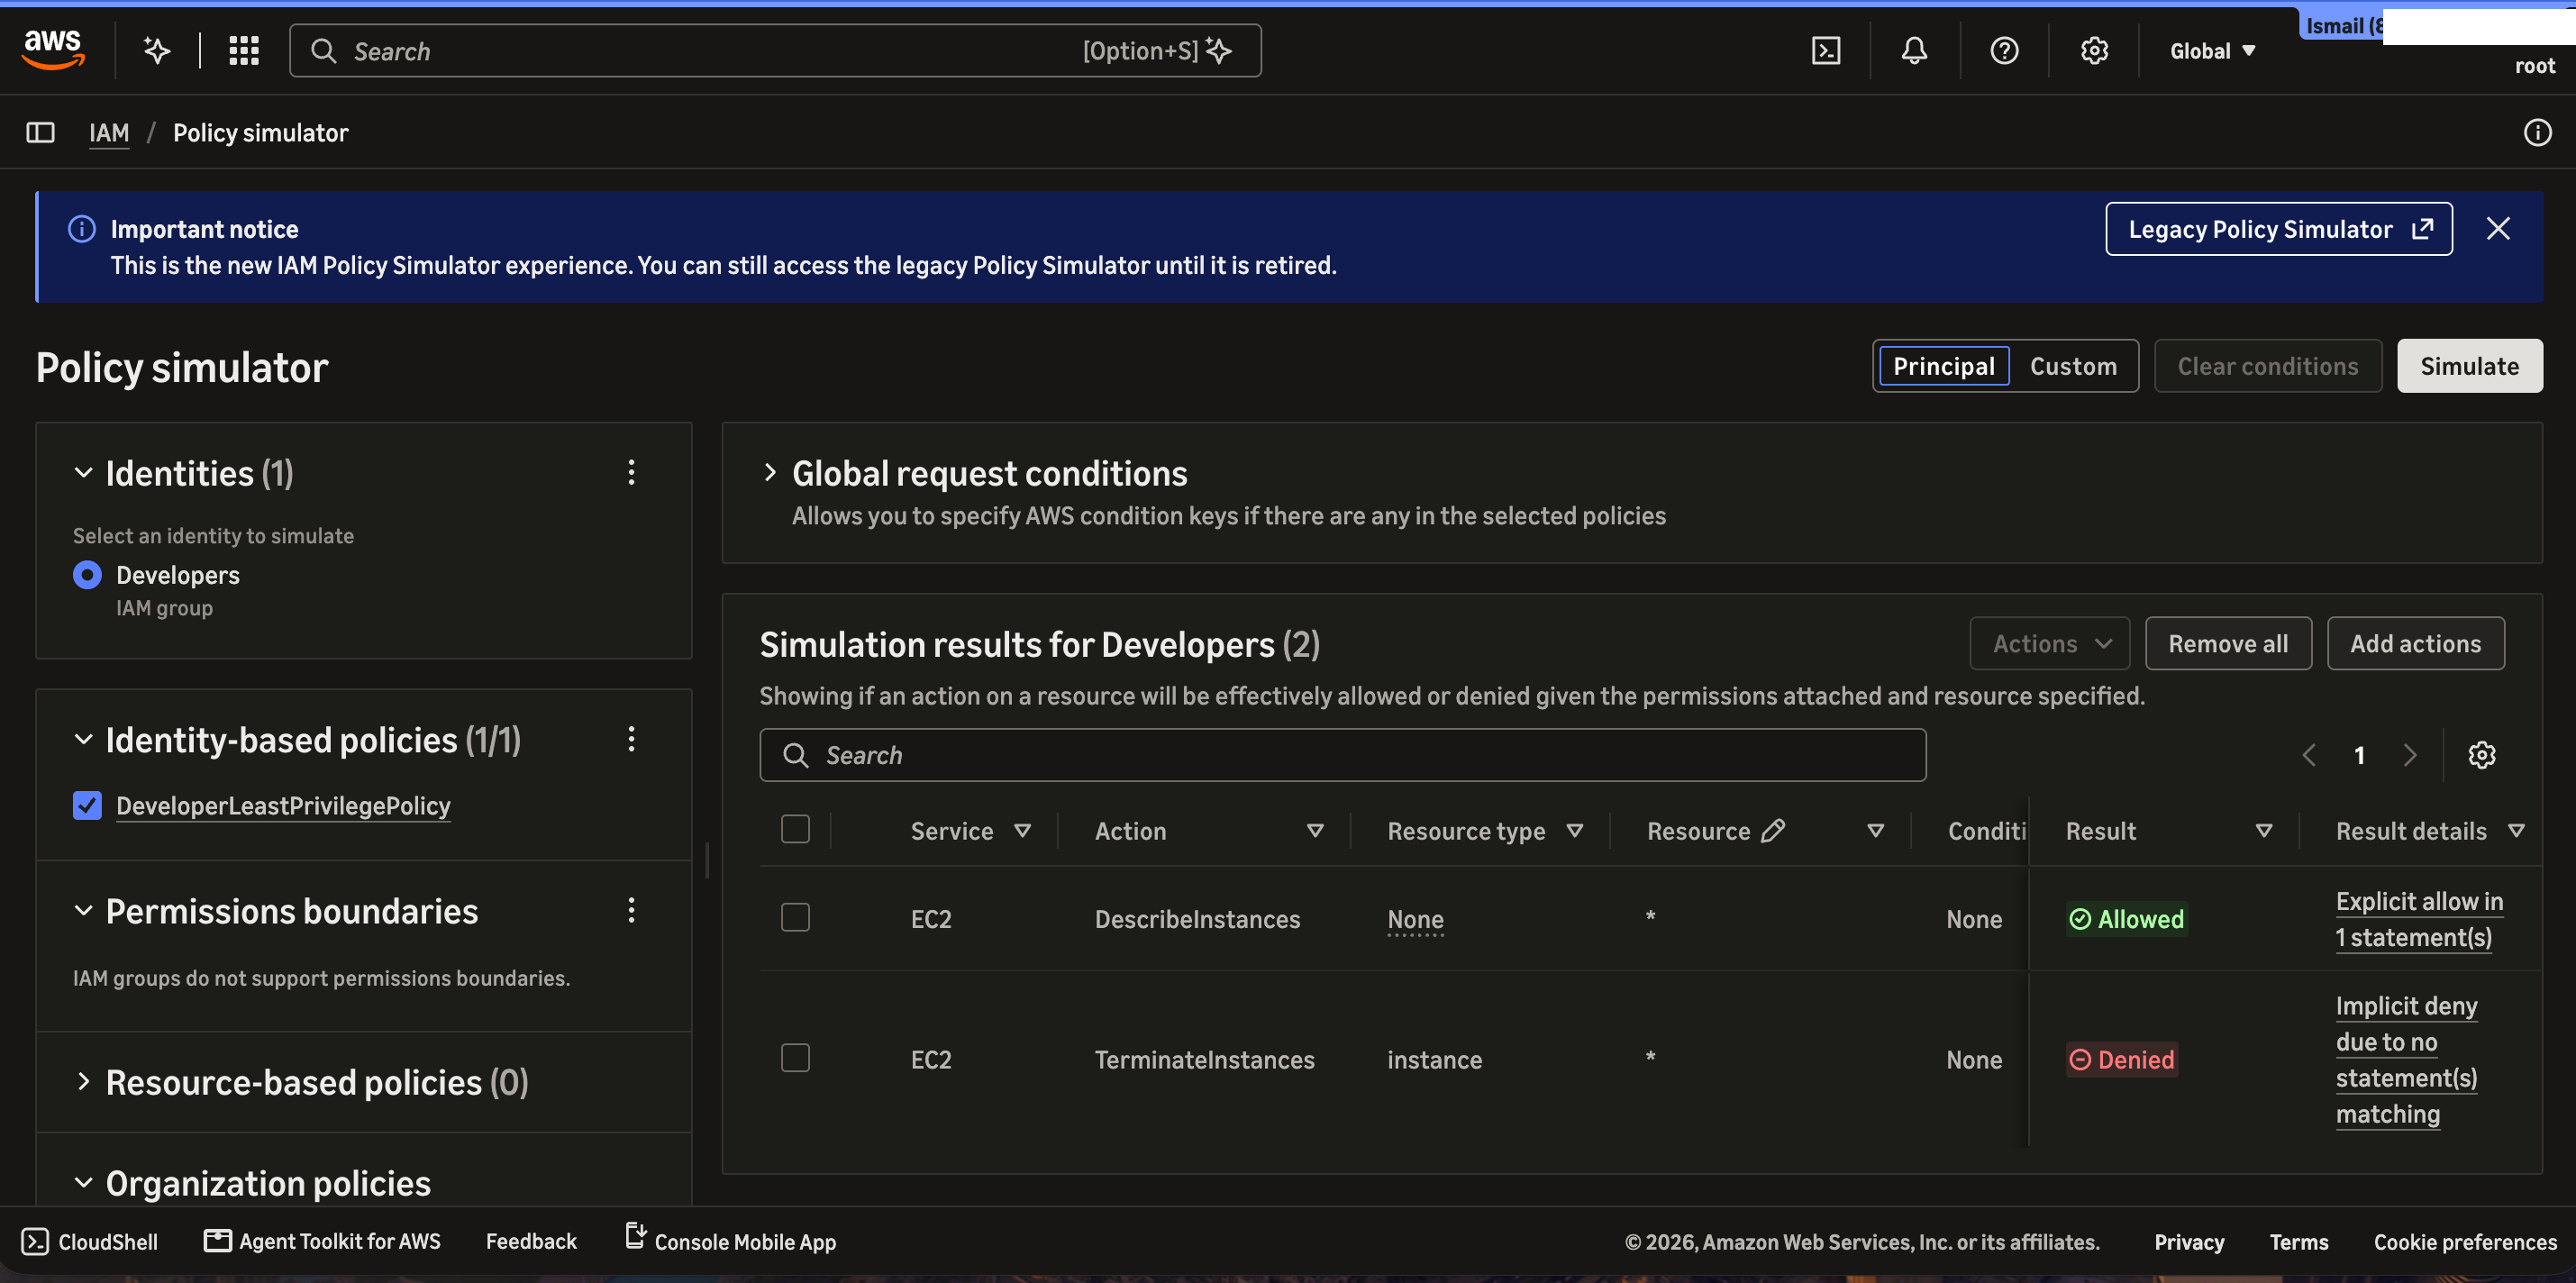 aws
Search
[Option+S]
Global
Ismail (8
root
IAM / Policy simulator
Important notice
This is the new IAM Policy Simulator experience. You can still access the legacy Policy Simulator until it is retired.
Legacy Policy Simulator
Policy simulator
Principal
Custom
Clear conditions
Simulate
Identities (1)
Select an identity to simulate
Developers
IAM group
Identity-based policies (1/1)
DeveloperLeastPrivilegePolicy
Permissions boundaries
IAM groups do not support permissions boundaries.
Resource-based policies (0)
Organization policies
Global request conditions
Allows you to specify AWS condition keys if there are any in the selected policies
Simulation results for Developers (2)
Actions
Remove all
Add actions
Showing if an action on a resource will be effectively allowed or denied given the permissions attached and resource specified.
Search
1
Service Action Resource type Resource Conditi Result Result details
EC2 DescribeInstances None * None Allowed Explicit allow in
1 statement(s)
EC2 TerminateInstances instance * None Denied Implicit deny
due to no
statement(s)
matching
CloudShell
Agent Toolkit for AWS
Feedback
Console Mobile App
© 2026, Amazon Web Services, Inc. or its affiliates.
Privacy
Terms
Cookie preferences